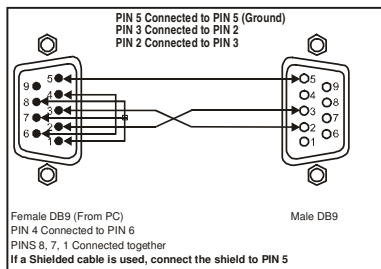 PIN 5 Connected to PIN 5 (Ground)
PIN 3 Connected to PIN 2
PIN 2 Connected to PIN 3
5
9
4
8
3
7
2
6
1
5
9
4
8
3
7
2
6
1
Female DB9 (From PC)
Male DB9
PIN 4 Connected to PIN 6
PINS 8, 7, 1 Connected together
If a Shielded cable is used, connect the shield to PIN 5